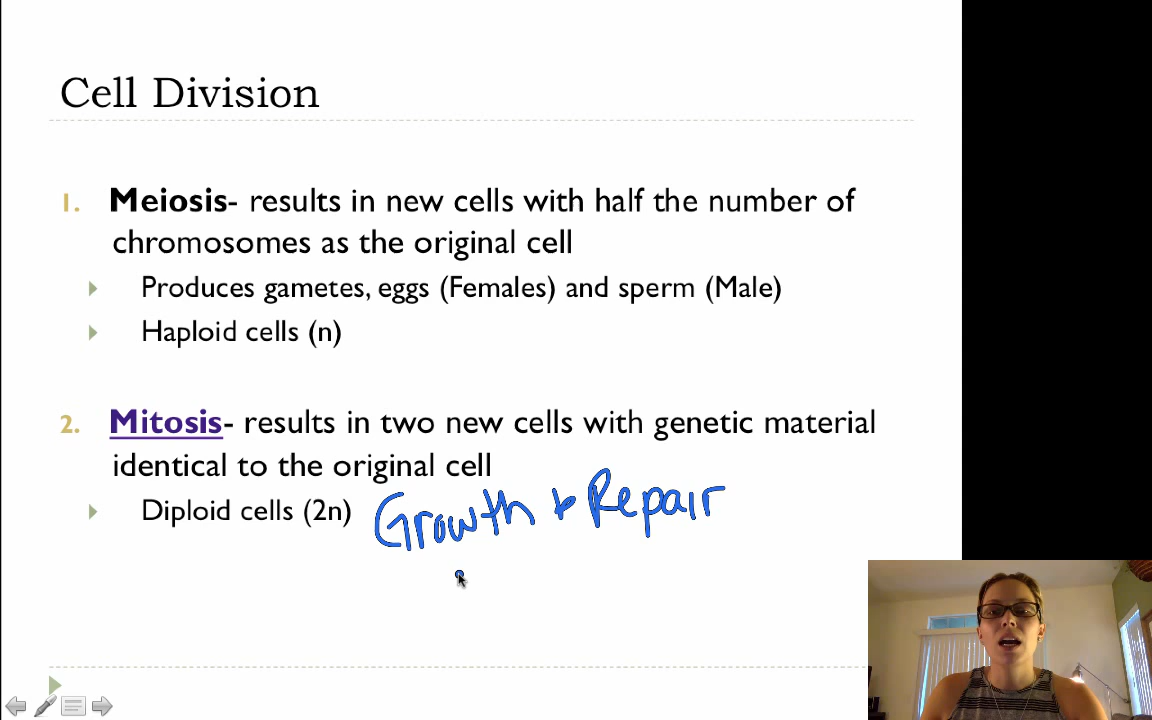 Cell Division
1. Meiosis- results in new cells with half the number of
chromosomes as the original cell
Produces gametes, eggs (Females) and sperm (Male)
Haploid cells (n)
2. Mitosis- results in two new cells with genetic material
identical to the original cell
Diploid cells (2n) Growth & Repair